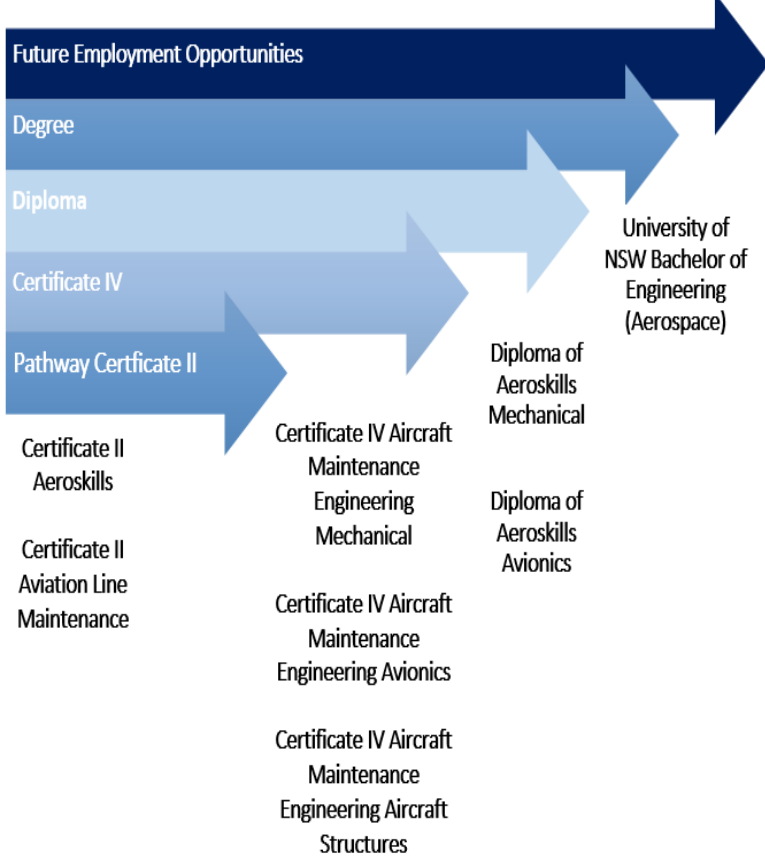 Future Employment Opportunities
Degree
Diploma
Certificate IV
Pathway Certficate II
Certificate II
Aeroskills
Certificate II
Aviation Line
Maintenance
Certificate IV Aircraft
Maintenance
Engineering
Mechanical
Certificate IV Aircraft
Maintenance
Engineering Avionics
Certificate IV Aircraft
Maintenance
Engineering Aircraft
Structures
Diploma of
Aeroskills
Mechanical
Diploma of
Aeroskills
Avionics
University of
NSW Bachelor of
Engineering
(Aerospace)